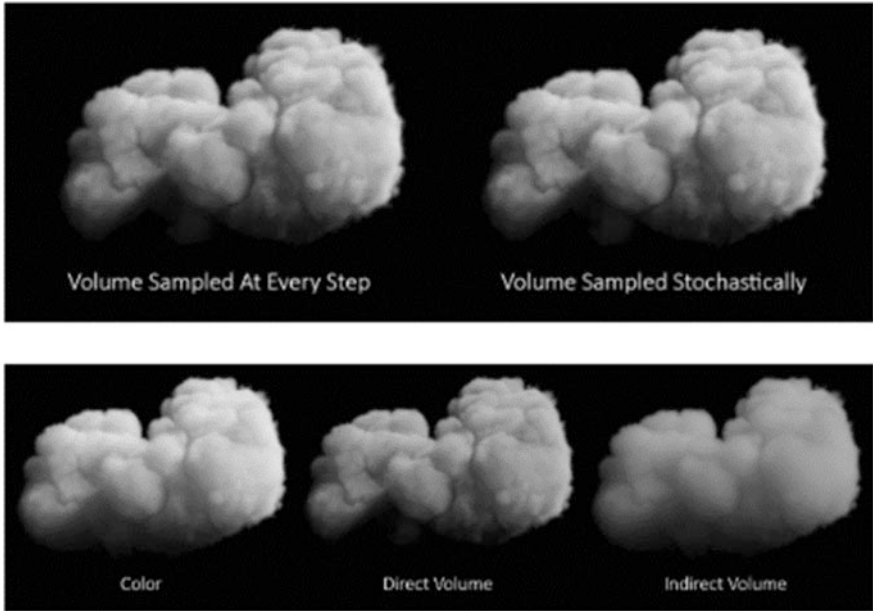 Volume Sampled At Every Step
Volume Sampled Stochastically
Color
Direct Volume
Indirect Volume